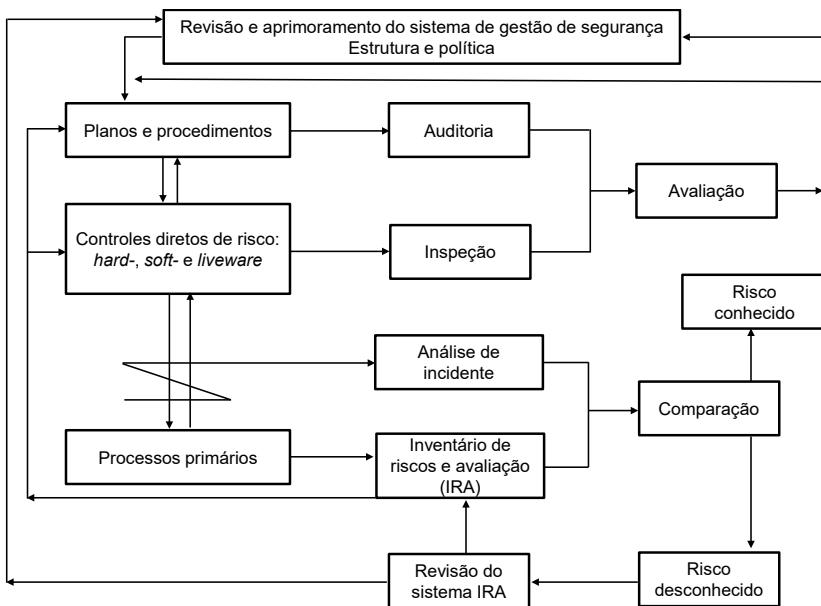 Revisão e aprimoramento do sistema de gestão de segurança
Estrutura e política
Planos e procedimentos
Auditoria
Avaliação
Controles diretos de risco:
hard-, soft- e liveware
Inspeção
Risco
conhecido
Análise de
incidente
Comparação
Processos primários
Inventário de
riscos e avaliação
(IRA)
Revisão do
sistema IRA
Risco
desconhecido